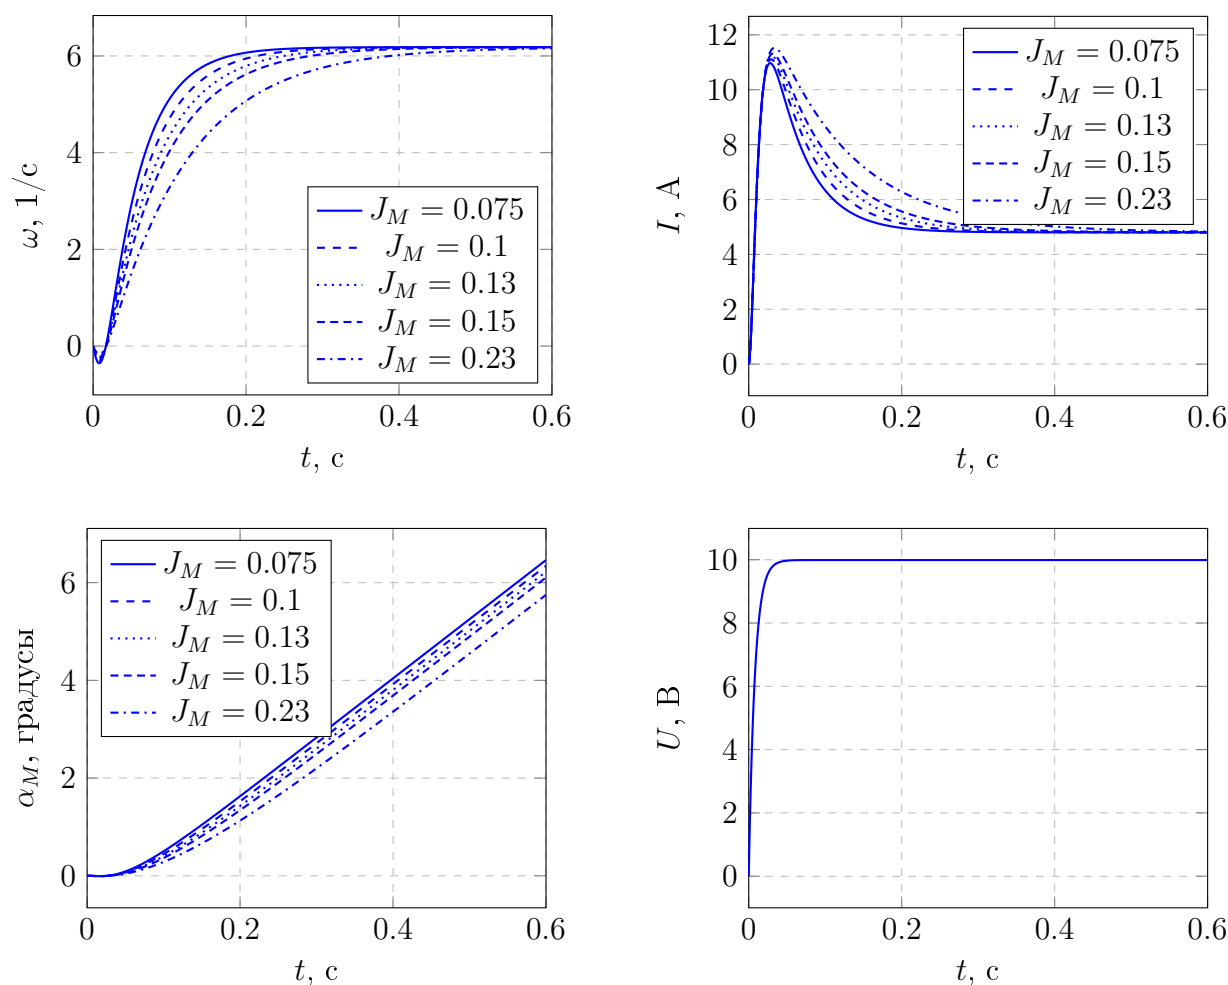 6
4
2
0
ω, 1/с
J_M = 0.075
J_M = 0.1
J_M = 0.13
J_M = 0.15
J_M = 0.23
0 0.2 0.4 0.6
t, с
12
10
8
6
4
2
0
I, А
J_M = 0.075
J_M = 0.1
J_M = 0.13
J_M = 0.15
J_M = 0.23
0 0.2 0.4 0.6
t, с
6
4
2
0
α_M, градусы
J_M = 0.075
J_M = 0.1
J_M = 0.13
J_M = 0.15
J_M = 0.23
0 0.2 0.4 0.6
t, с
10
8
6
4
2
0
U, В
0 0.2 0.4 0.6
t, с